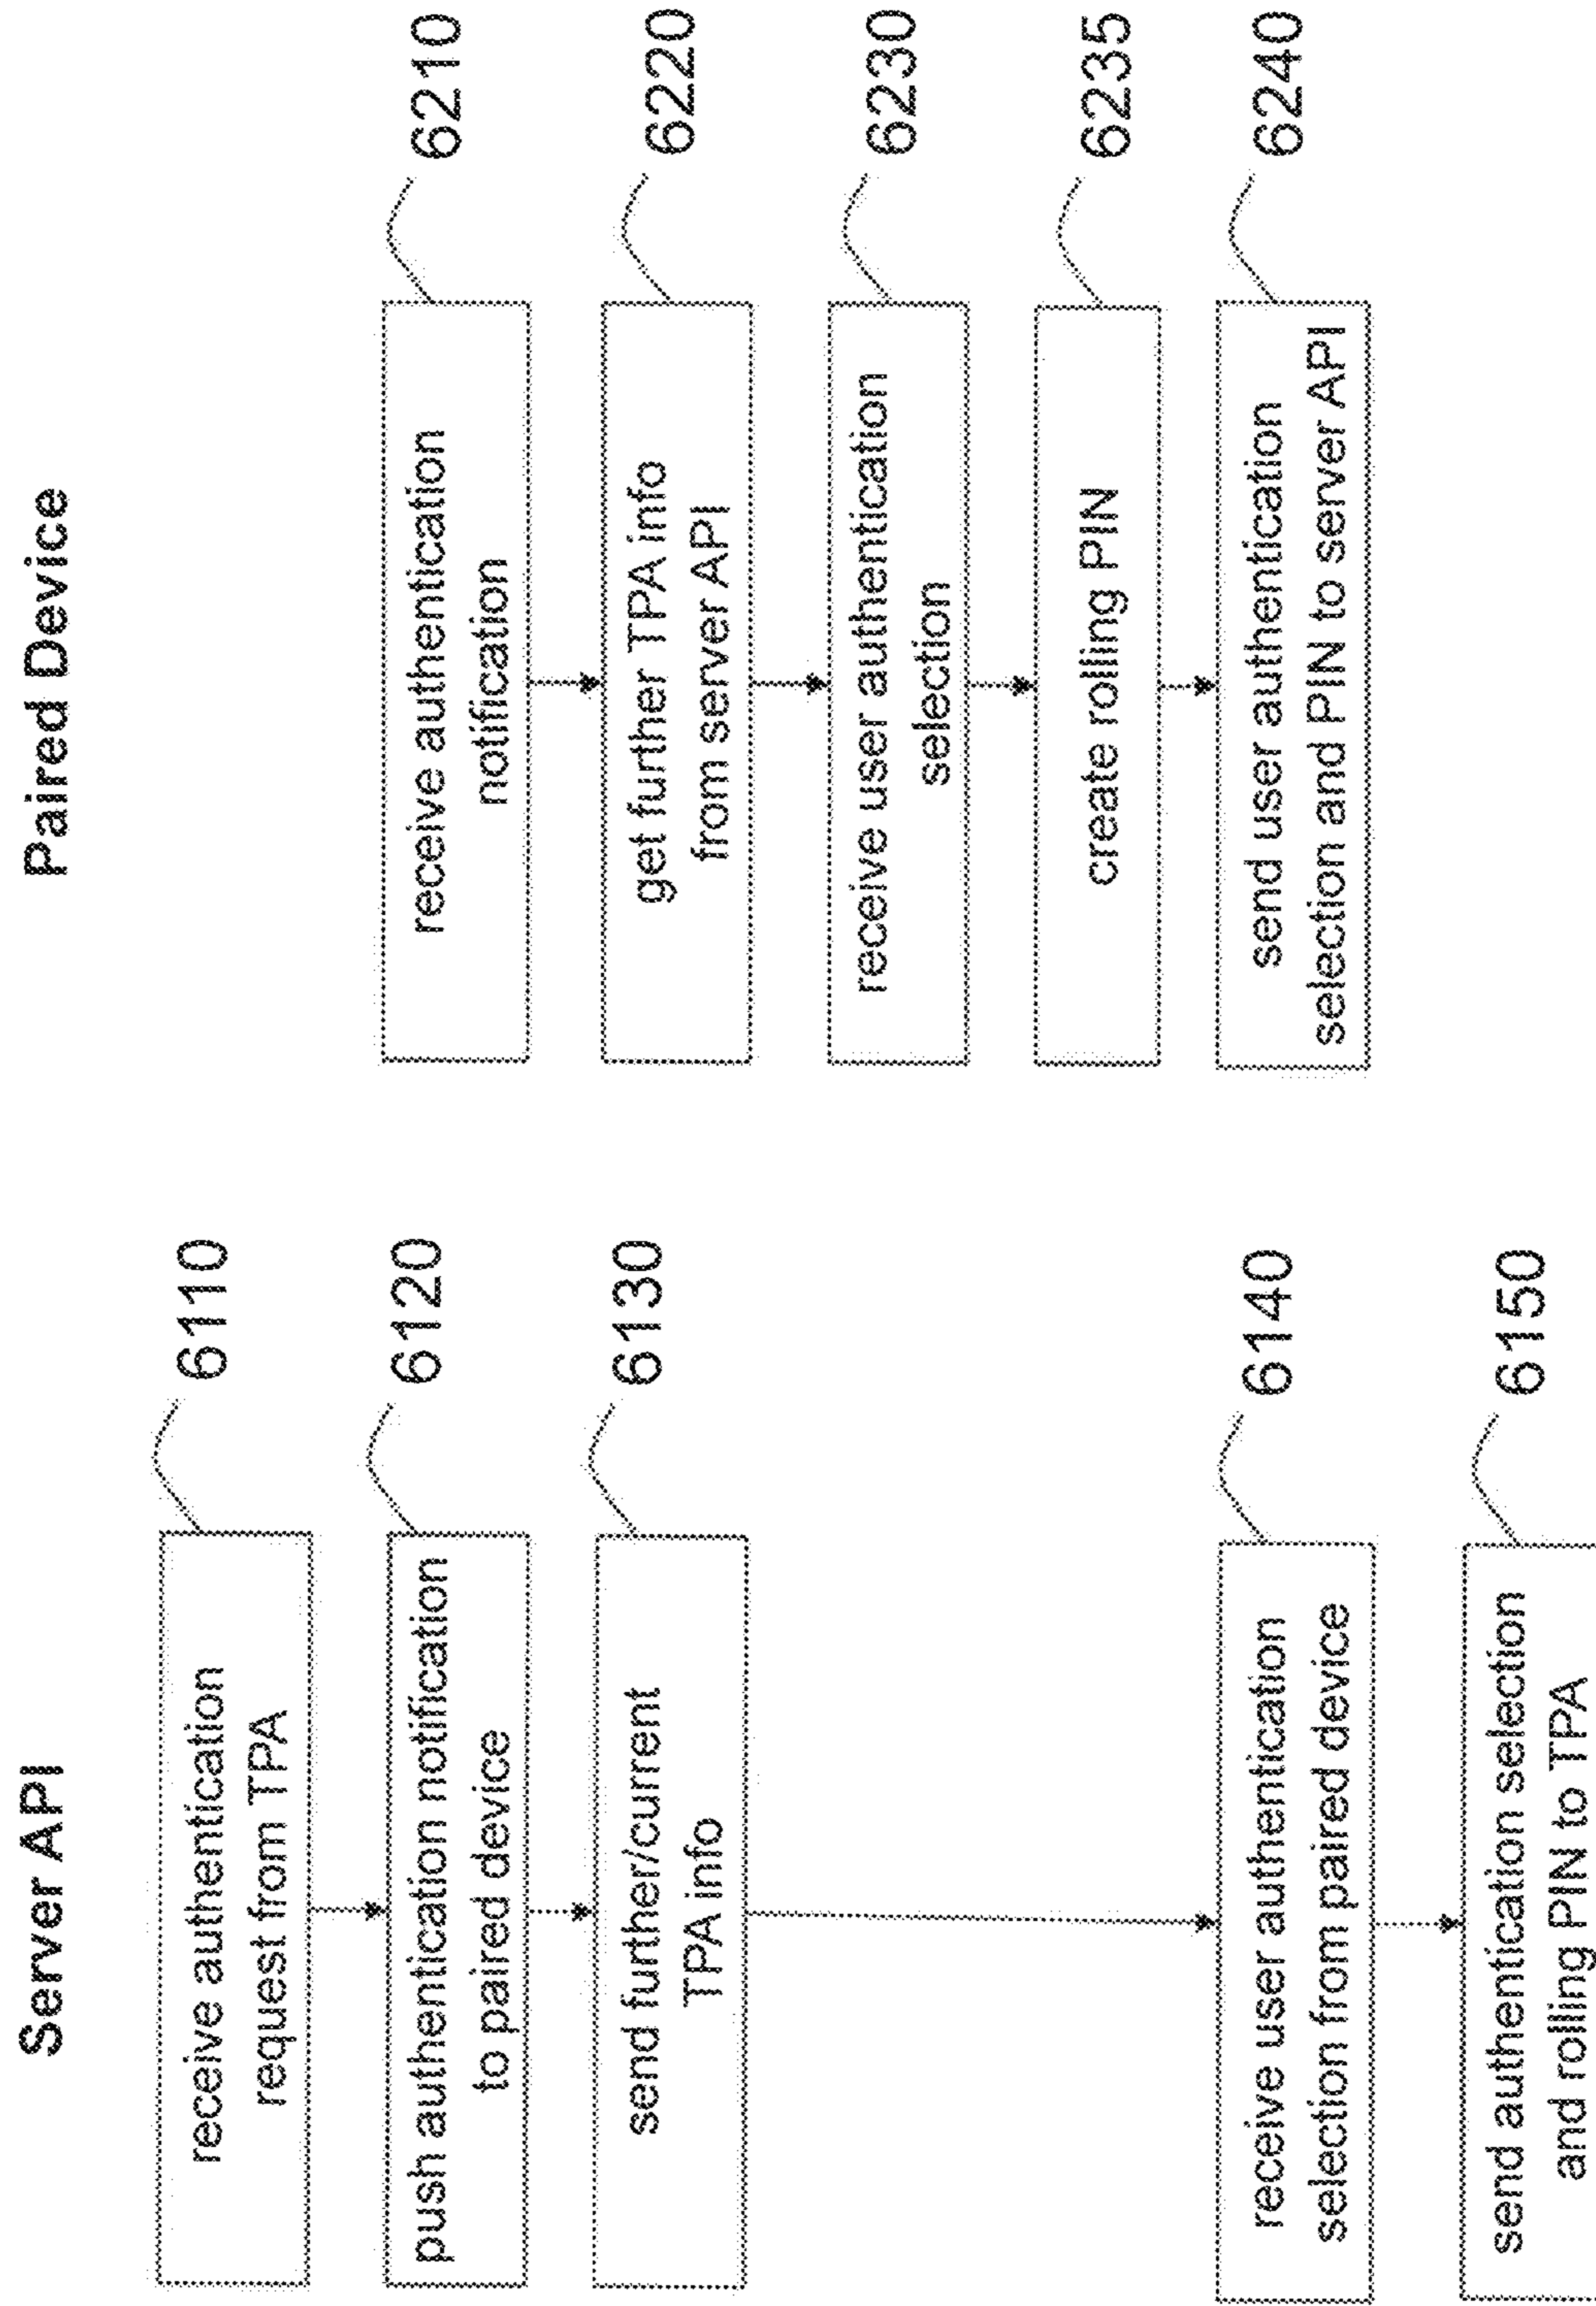 Server API
receive authentication
request from TPA
6110
push authentication notification
to paired device
6120
send further/current
TPA info
6130
receive user authentication
selection from paired device
6140
send authentication selection
and rolling PIN to TPA
6150
Paired Device
receive authentication
notification
6210
get further TPA info
from server API
6220
receive user authentication
selection
6230
create rolling PIN
6235
send user authentication
selection and PIN to server API
6240